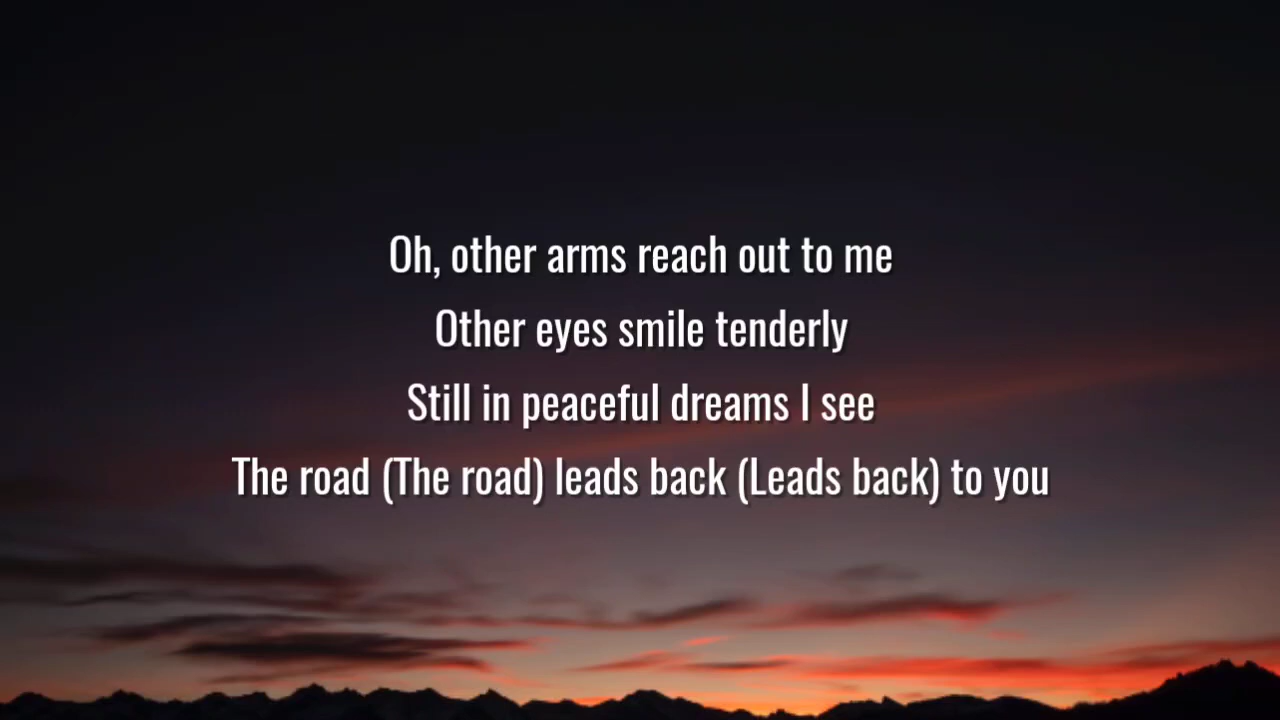 Oh, other arms reach out to me
Other eyes smile tenderly
Still in peaceful dreams I see
The road (The road) leads back (Leads back) to you